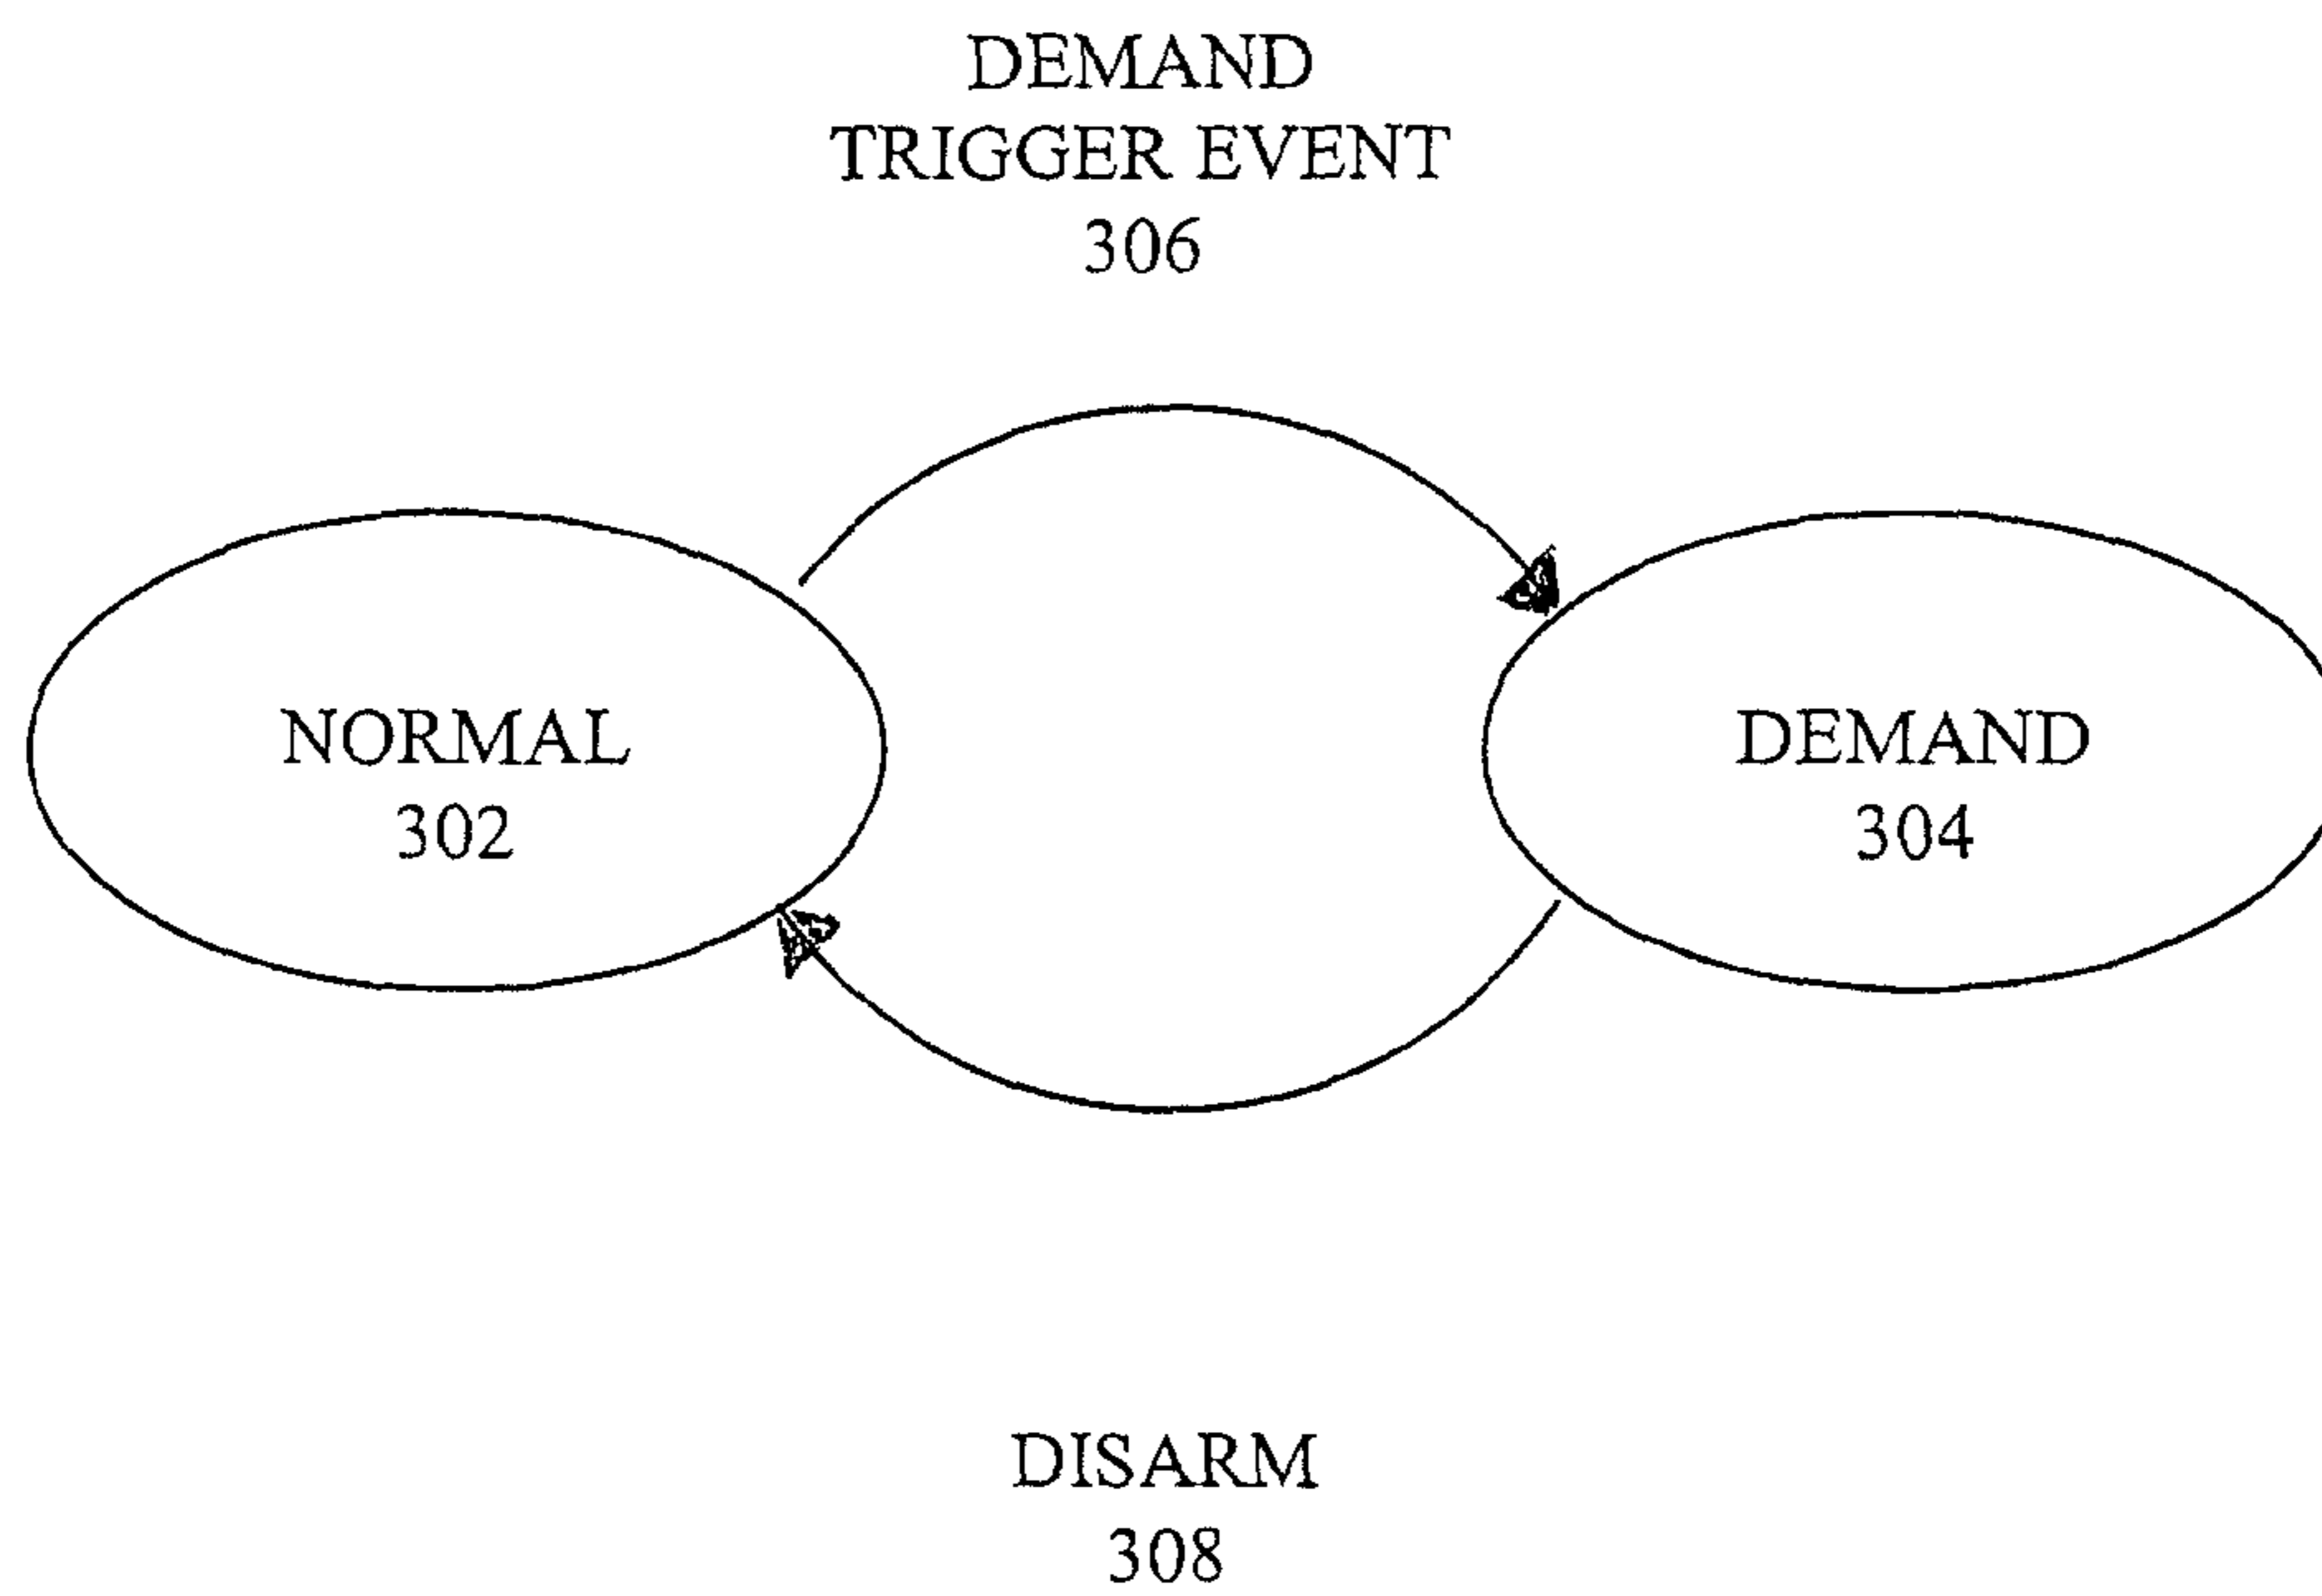 DEMAND
TRIGGER EVENT
306
NORMAL
302
DEMAND
304
DISARM
308